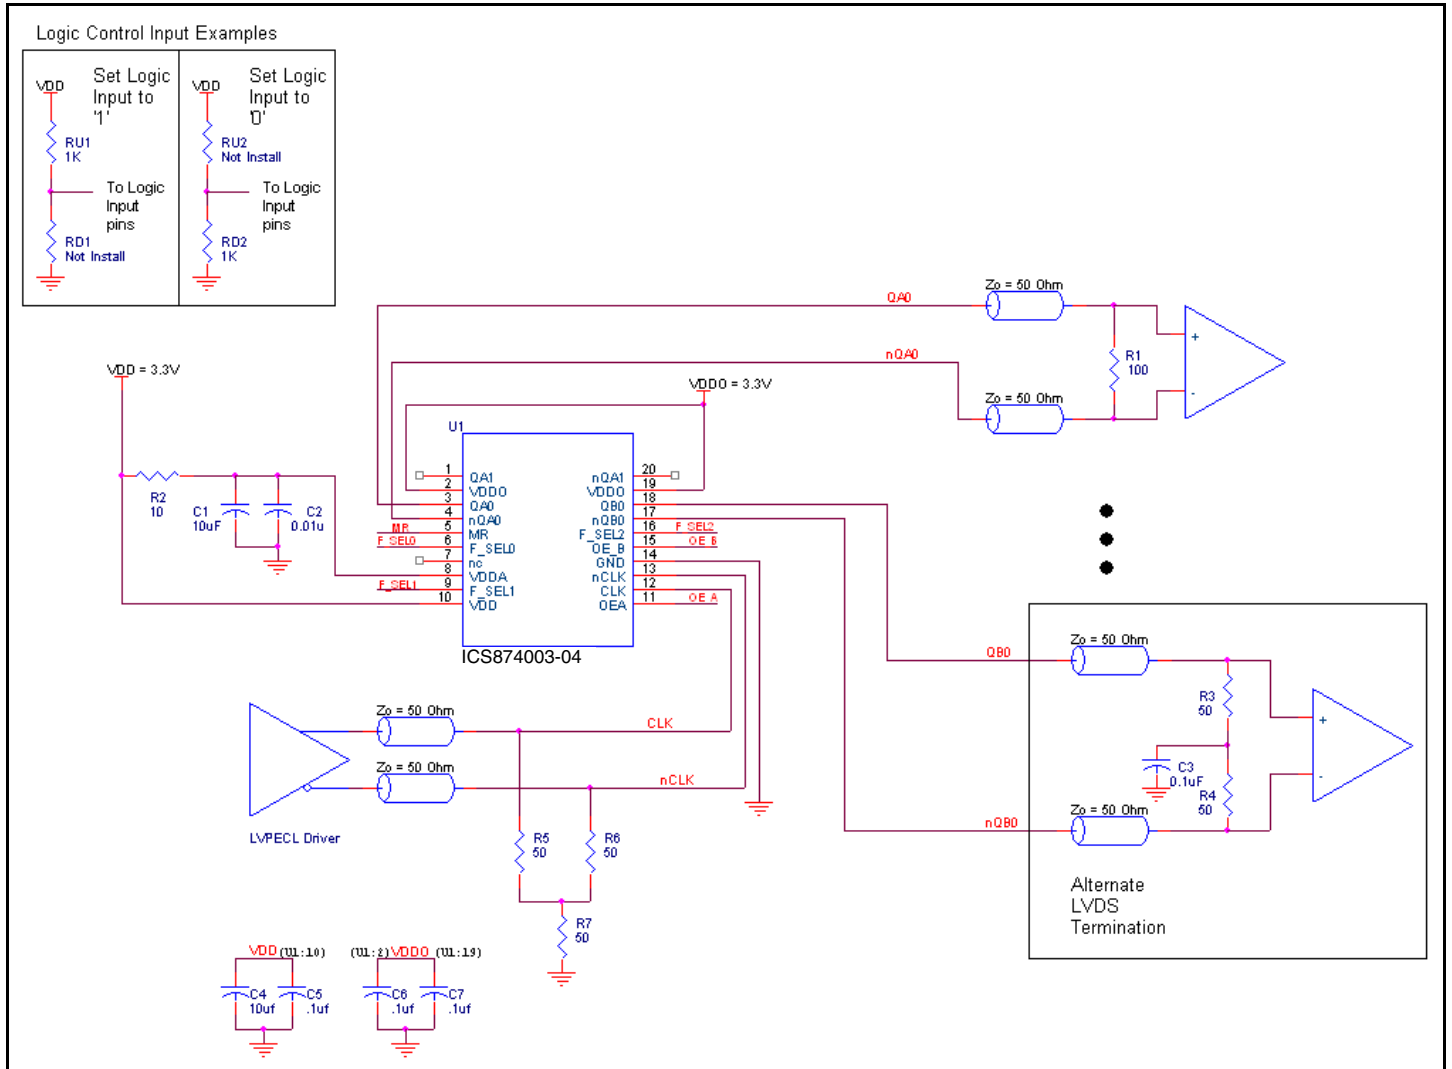 Logic Control Input Examples
VDD
Set Logic
Input to
'1'
RU1
1K
To Logic
Input
pins
RD1
Not Install
VDD
Set Logic
Input to
'0'
RU2
Not Install
To Logic
Input
pins
RD2
1K
QA0
Zo = 50 Ohm
nQA0
Zo = 50 Ohm
R1
100
+
-
VDD = 3.3V
VDDO = 3.3V
R2
10
C1
10uF
C2
0.01u
U1
1 QA1
2 VDDO
3 QA0
4 nQA0
MR 5 MR
F_SEL0 6 F_SEL0
7 nc
8 VDDA
F_SEL1 9 F_SEL1
10 VDD
nQA1 20
VDDO 19
QB0 18
nQB0 17
F_SEL2 16 F_SEL2
OE_B 15 OE_B
GND 14
nCLK 13
CLK 12
OEA 11 OE_A
ICS874003-04
Zo = 50 Ohm
CLK
Zo = 50 Ohm
nCLK
LVPECL Driver
R5
50
R6
50
R7
50
QB0
Zo = 50 Ohm
R3
50
C3
0.1uF
R4
50
nQB0
Zo = 50 Ohm
+
-
Alternate
LVDS
Termination
VDD (U1:10)
C4
10uf
C5
.1uf
(U1:2) VDDO (U1:19)
C6
.1uf
C7
.1uf